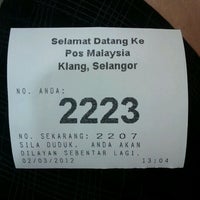 Selamat Datang Ke
Pos Malaysia
Klang, Selangor
NO. ANDA:
2223
NO. SEKARANG: 2207
SILA DUDUK. ANDA AKAN
DILAYAN SEBENTAR LAGI.
02/03/2012 13:04